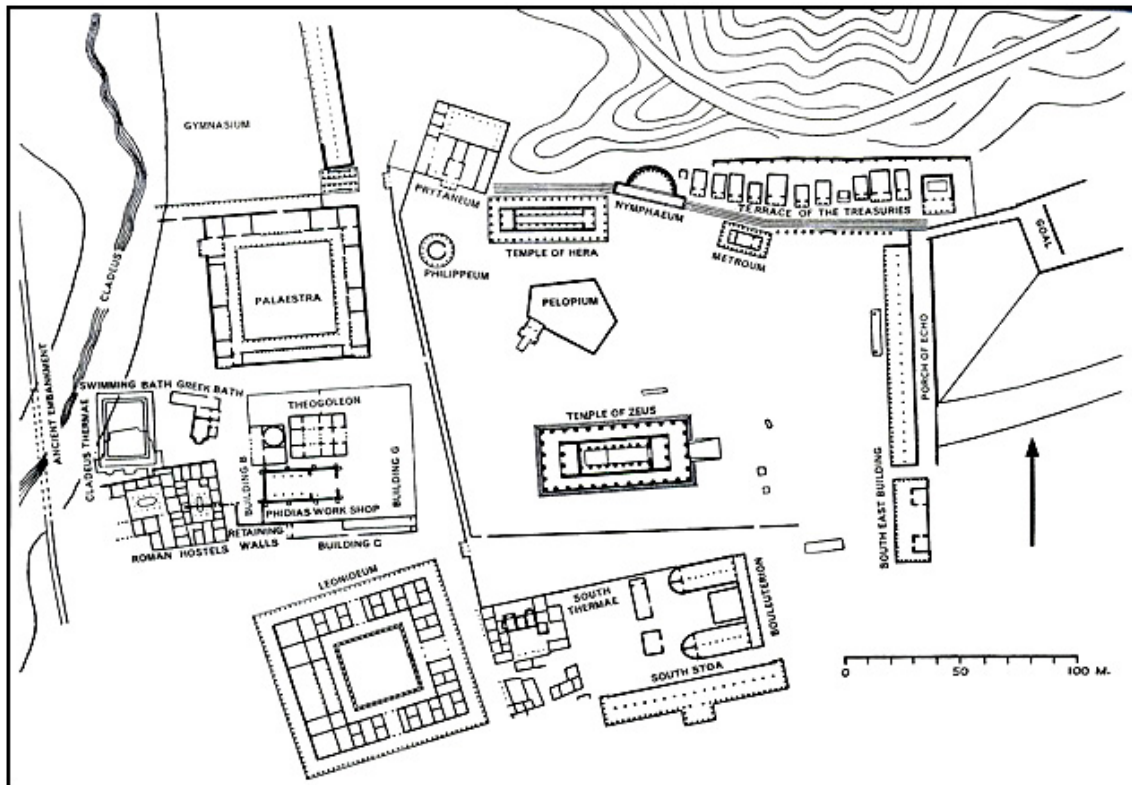 GYMNASIUM
PRYTANEUM
NYMPHAEUM
TERRACE OF THE TREASURIES
GOAL
TEMPLE OF HERA
METROUM
PHILIPPEUM
CLADEUS
PALAESTRA
PELOPIUM
PORCH OF ECHO
ANCIENT EMBANKMENT
SWIMMING BATH
GREEK BATH
CLADEUS THERMAE
THEOGOLEON
TEMPLE OF ZEUS
BUILDING B
BUILDING G
PHIDIAS WORK SHOP
RETAINING
WALLS
ROMAN HOSTELS
BUILDING C
SOUTH EAST BUILDING
LEONIDEUM
SOUTH
THERMAE
BOULEUTERION
SOUTH STOA
0 50 100 M.